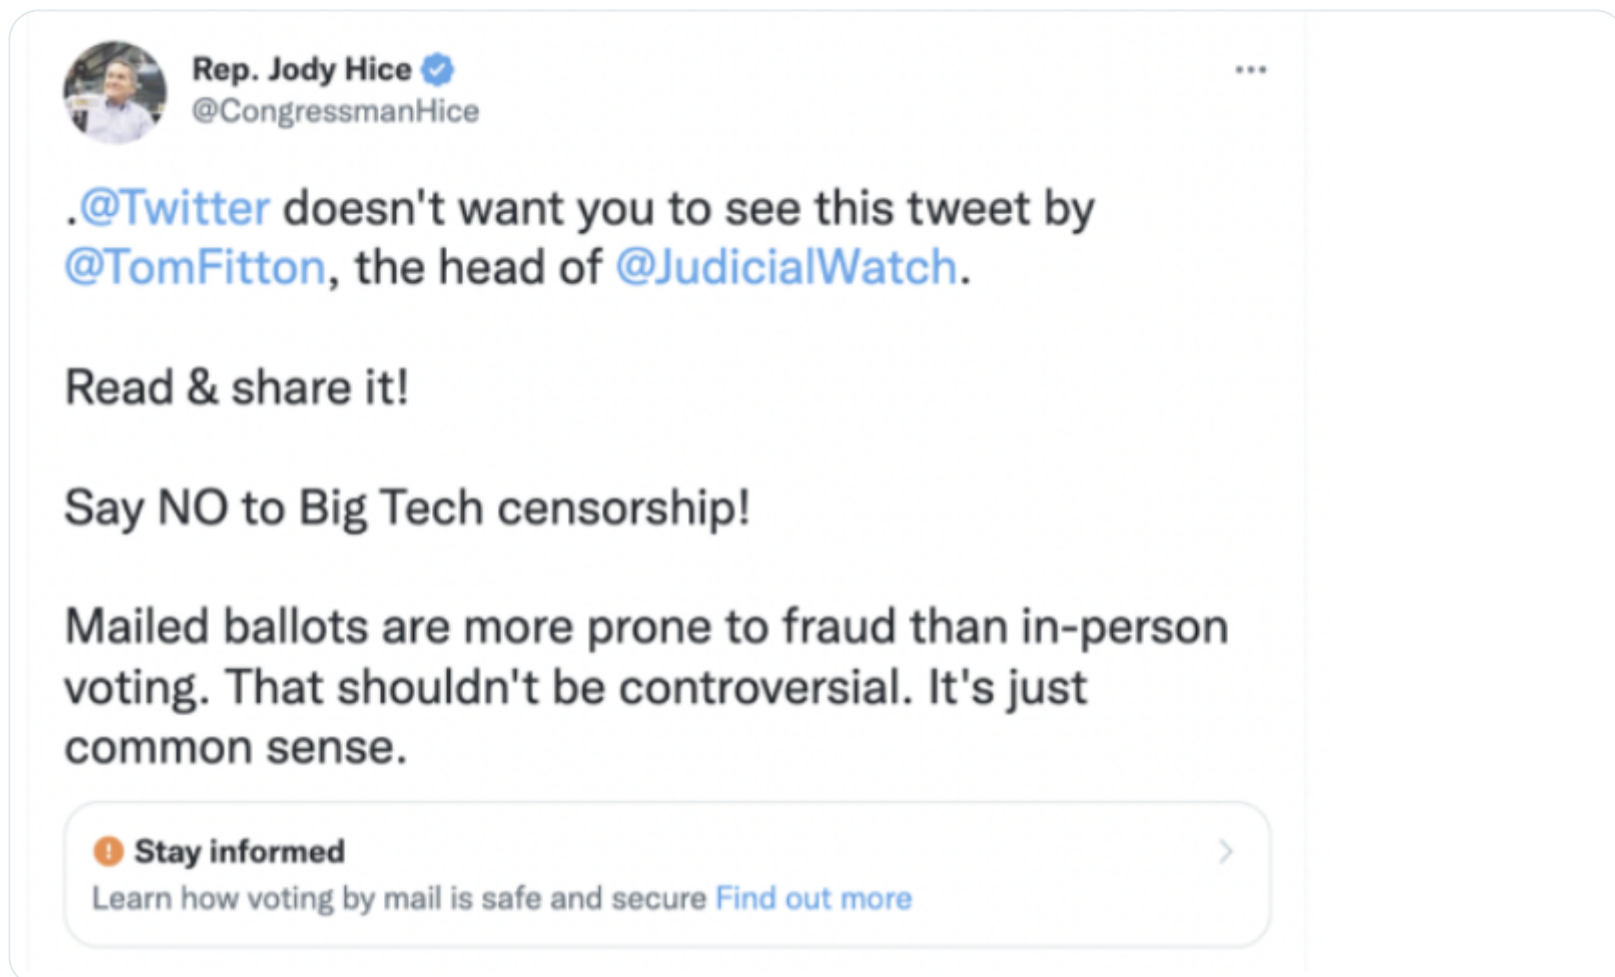 Rep. Jody Hice
@CongressmanHice
.@Twitter doesn't want you to see this tweet by
@TomFitton, the head of @JudicialWatch.
Read & share it!
Say NO to Big Tech censorship!
Mailed ballots are more prone to fraud than in-person
voting. That shouldn't be controversial. It's just
common sense.
Stay informed
Learn how voting by mail is safe and secure Find out more